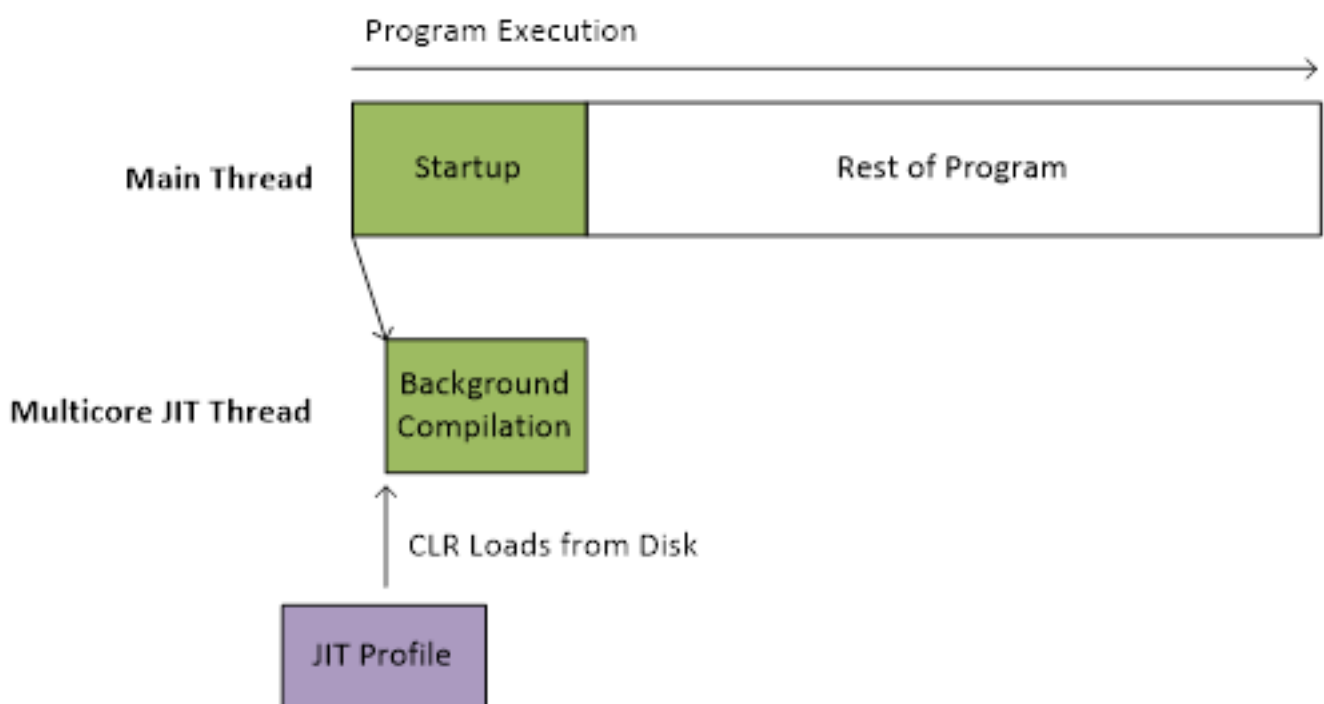 Program Execution
Main Thread
Startup
Rest of Program
Multicore JIT Thread
Background
Compilation
CLR Loads from Disk
JIT Profile